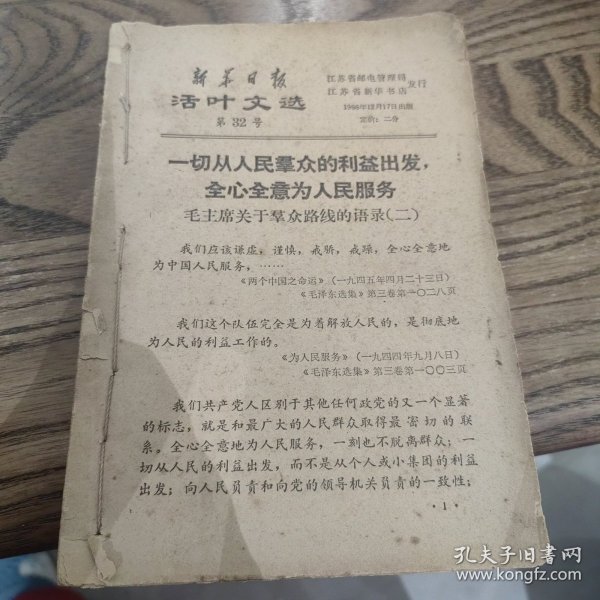 新华日报
活叶文选
第32号
江苏省邮电管理局
江苏省新华书店
发行
1966年12月17日出版
定价：二分
一切从人民羣众的利益出发，
全心全意为人民服务
毛主席关于羣众路线的语录（二）
我们应该谦虚，谨慎，戒骄，戒躁，全心全意地
为中国人民服务，……
《两个中国之命运》（一九四五年四月二十三日）
《毛泽东选集》第三卷第一〇二八页
我们这个队伍完全是为着解放人民的，是彻底地
为人民的利益工作的。
《为人民服务》（一九四四年九月八日）
《毛泽东选集》第三卷第一〇〇三页
我们共产党人区别于其他任何政党的又一个显著
的标志，就是和最广大的人民群众取得最密切的联
系。全心全意地为人民服务，一刻也不脱离群众；一
切从人民的利益出发，而不是从个人或小集团的利益
出发；向人民负责和向党的领导机关负责的一致性；
·1·
孔夫子旧书网
www.kongfz.com